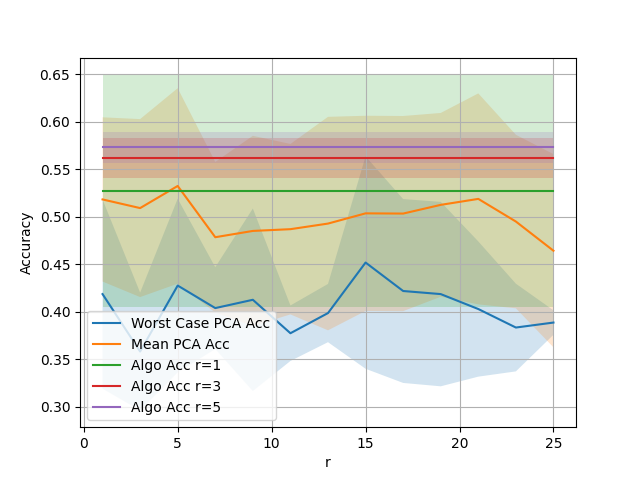 0.65
0.60
0.55
0.50
0.45
0.40
0.35
0.30
Accuracy
Worst Case PCA Acc
Mean PCA Acc
Algo Acc r=1
Algo Acc r=3
Algo Acc r=5
0 5 10 15 20 25
r